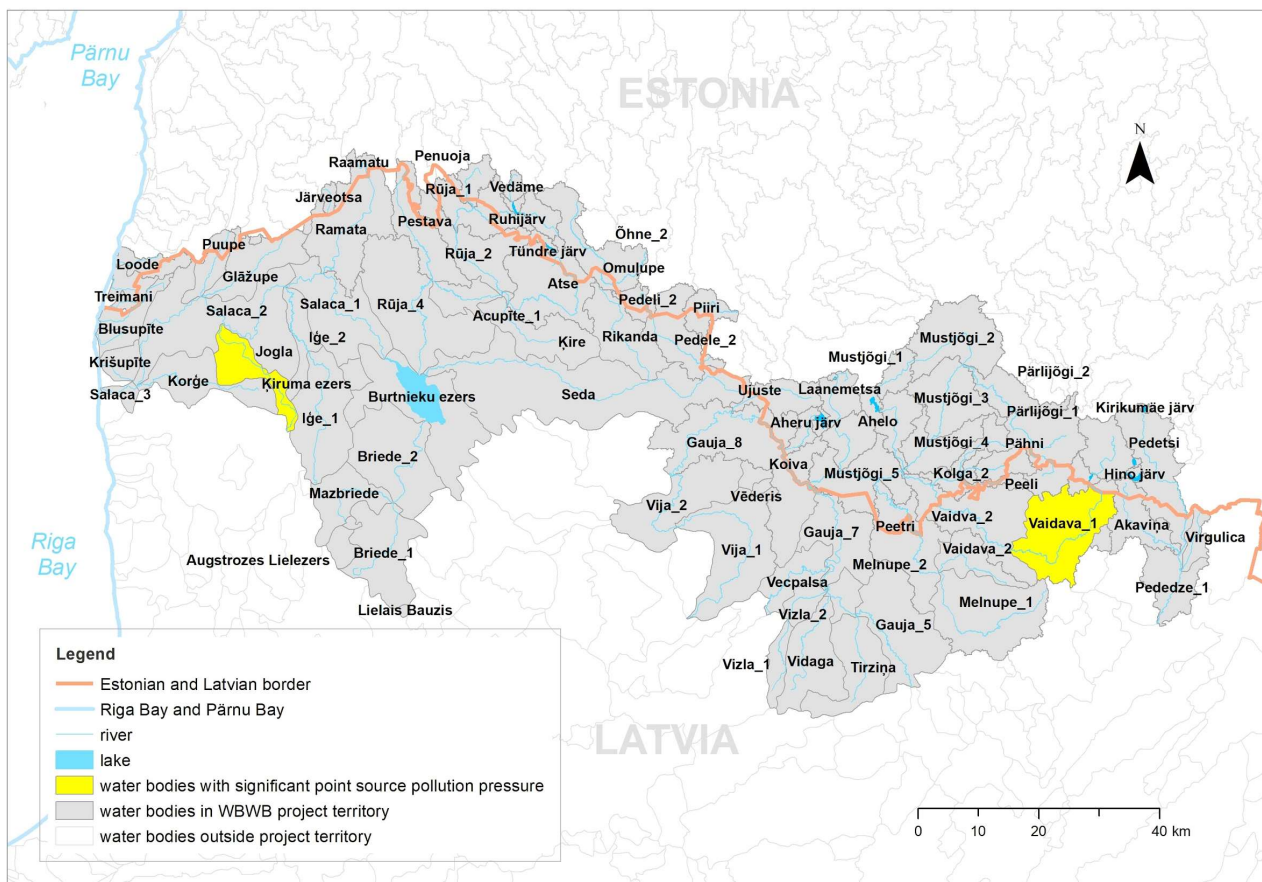 Pärnu
Bay
ESTONIA
N
Raamatu
Penuoja
Järveotsa
Rūja_1
Vedäme
Pestava
Ruhijärv
Ramata
Õhne_2
Puupe
Rūja_2
Tündre järv
Loode
Omuļupe
Glāžupe
Atse
Treimani
Salaca_1
Rūja_4
Pedeli_2
Piiri
Salaca_2
Acupīte_1
Blusupīte
Iģe_2
Ķire
Rikanda
Pedele_2
Mustjõgi_2
Jogla
Mustjõgi_1
Krišupīte
Korģe
Ķiruma ezers
Laanemetsa
Pärlijõgi_2
Salaca_3
Burtnieku ezers
Seda
Ujuste
Mustjõgi_3
Pärlijõgi_1
Kirikumäe järv
Iģe_1
Aheru järv
Ahelo
Gauja_8
Mustjõgi_4
Pähni
Pedetsi
Briede_2
Koiva
Mustjõgi_5
Kolga_2
Hino järv
Peeli
Mazbriede
Vēderis
Vija_2
Vaidva_2
Peetri
Vaidava_1
Akaviņa
Gauja_7
Virgulica
Riga
Bay
Augstrozes Lielezers
Briede_1
Vija_1
Melnupe_2
Vaidava_2
Vecpalsa
Pededze_1
Lielais Bauzis
Vizla_2
Melnupe_1
Gauja_5
Vizla_1
Vidaga
Tirziņa
LATVIA
Legend
Estonian and Latvian border
Riga Bay and Pärnu Bay
river
lake
water bodies with significant point source pollution pressure
water bodies in WBWB project territory
water bodies outside project territory
0 10 20 40 km